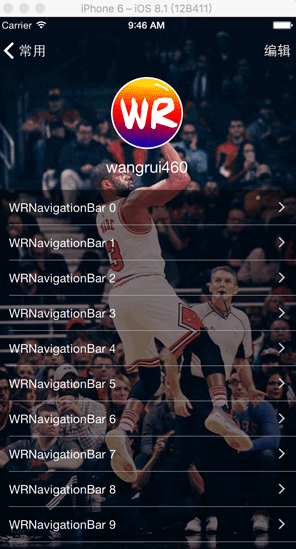 iPhone 6 – iOS 8.1 (12B411)
Carrier 9:46 AM
常用 编辑
WR
wangrui460
WRNavigationBar 0
WRNavigationBar 1
WRNavigationBar 2
WRNavigationBar 3
WRNavigationBar 4
WRNavigationBar 5
WRNavigationBar 6
WRNavigationBar 7
WRNavigationBar 8
WRNavigationBar 9